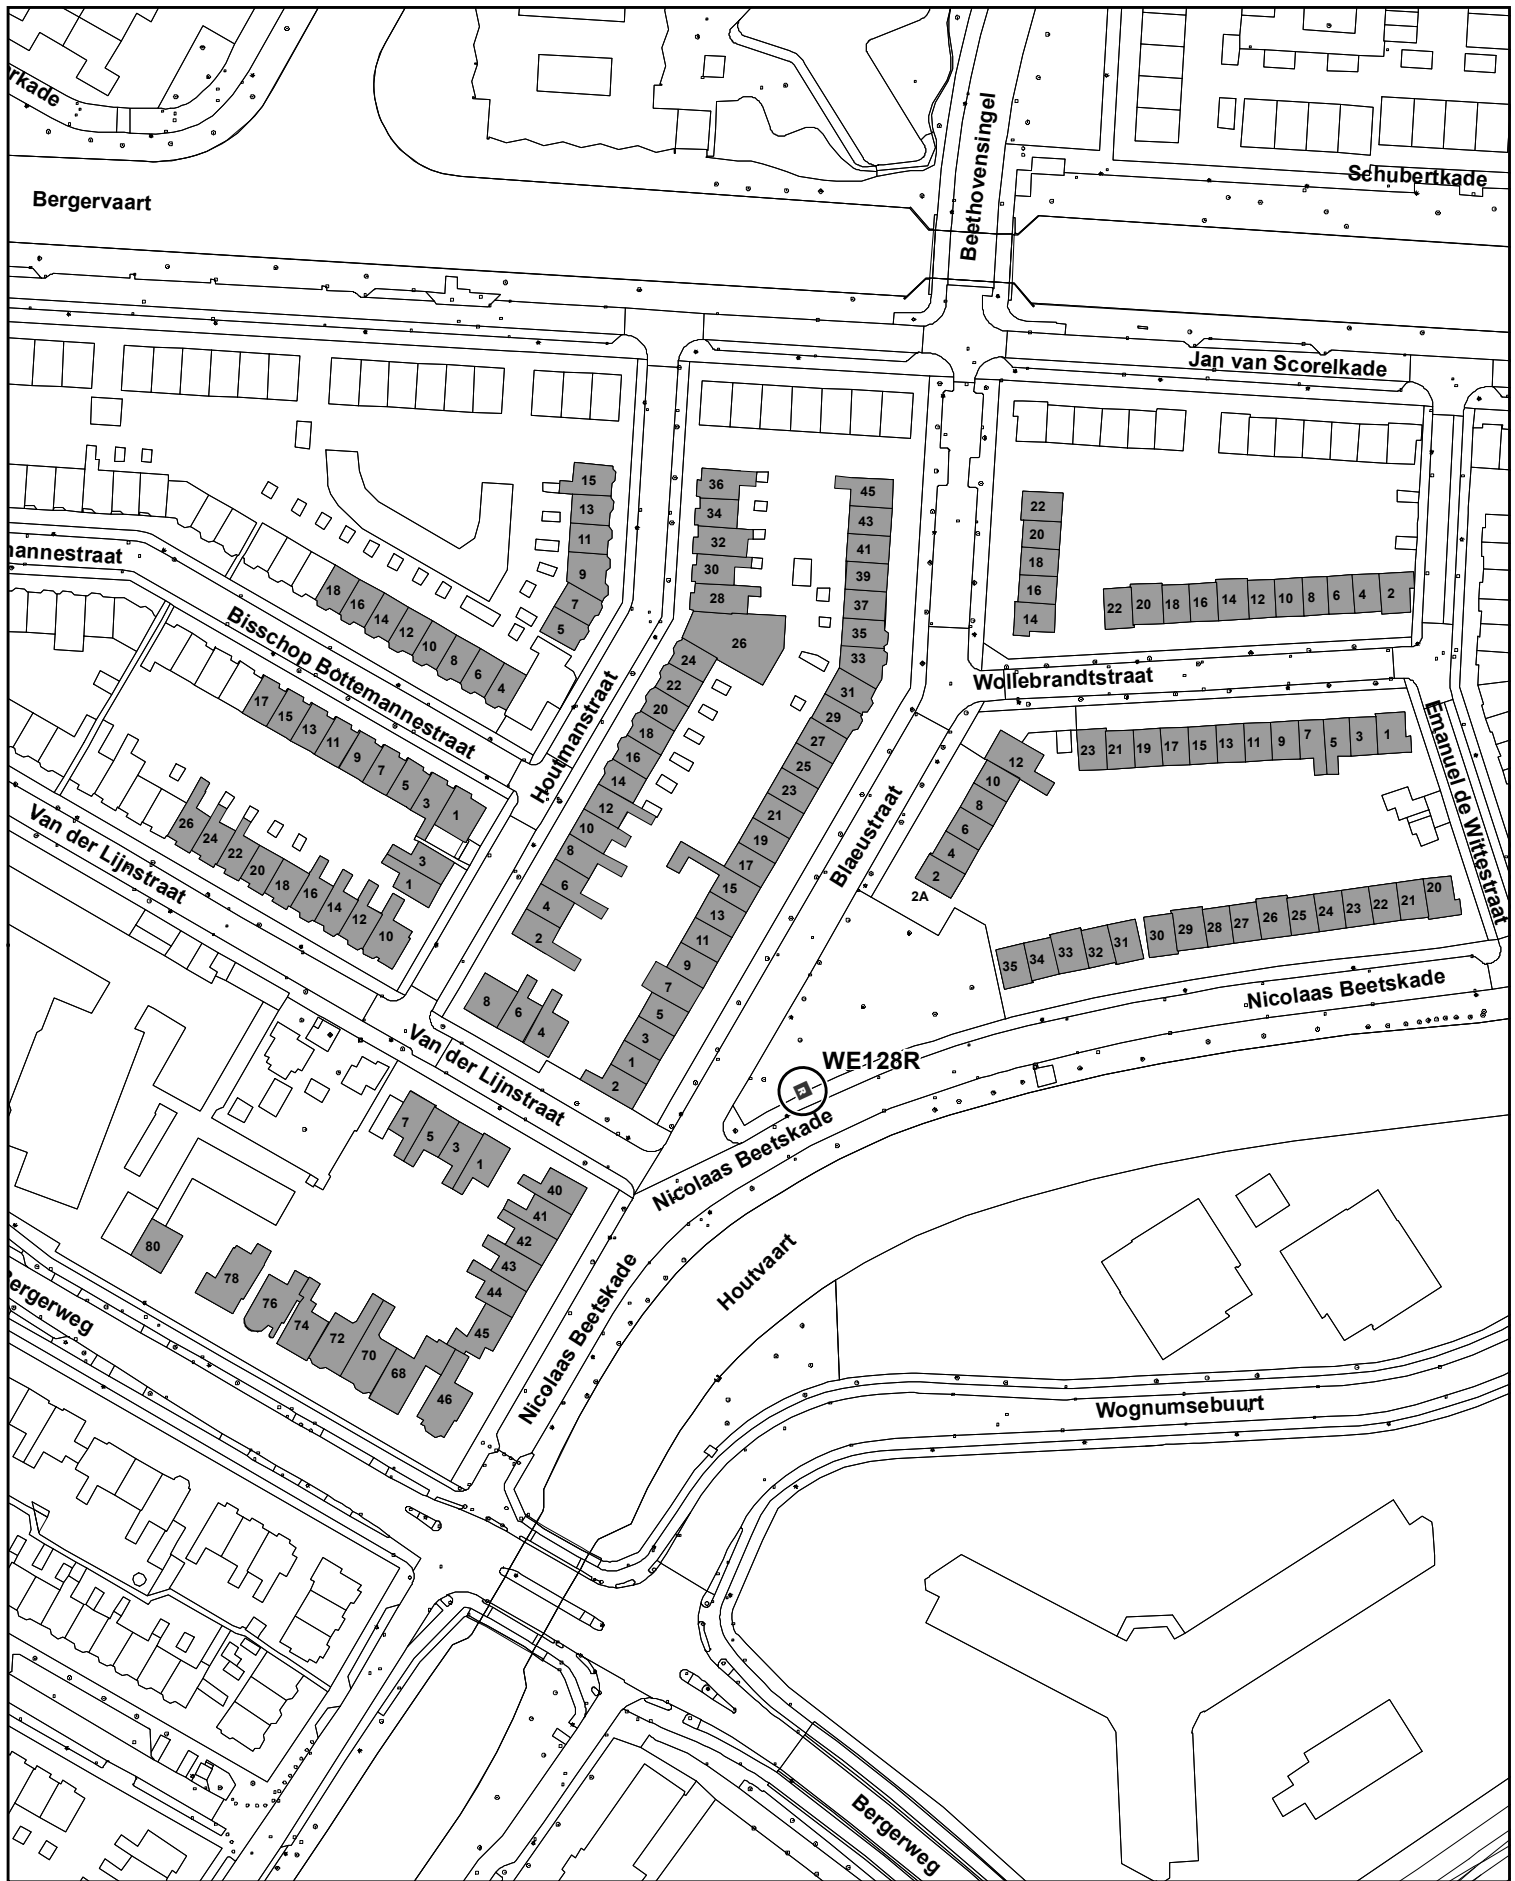 rkade
Bergervaart
Beethovensingel
Schubertkade
Jan van Scorelkade
nannestraat
Bisschop Bottemannestraat
Houtmanstraat
Van der Lijnstraat
Blaeustraat
Wollebrandtstraat
Emanuel de Wittestraat
Nicolaas Beetskade
Van der Lijnstraat
WE128R
Nicolaas Beetskade
Nicolaas Beetskade
Houtvaart
Bergerweg
Wognumsebuurt
Bergerweg
15
13
11
9
7
5
36
34
32
30
28
26
24
22
20
18
16
14
12
10
8
6
4
2
45
43
41
39
37
35
33
31
29
27
25
23
21
19
17
15
13
11
9
7
5
3
1
2
22
20
18
16
14
22 20 18 16 14 12 10 8 6 4 2
18 16 14 12 10 8 6 4
17 15 13 11 9 7 5 3 1
3
1
26 24 22 20 18 16 14 12 10
23 21 19 17 15 13 11 9 7 5 3 1
12
10
8
6
4
2
2A
35 34 33 32 31 30 29 28 27 26 25 24 23 22 21 20
8 6 4
7 5 3 1
40
41
42
43
44
45
46
80 78 76 74 72 70 68